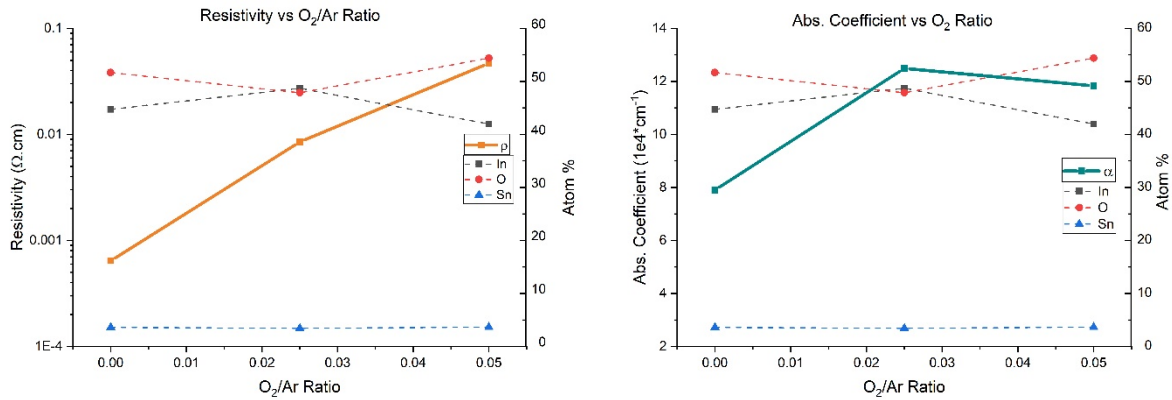 Resistivity vs O₂/Ar Ratio
0.1
0.01
0.001
1E-4
Resistivity (Ω.cm)
60
50
40
30
20
10
0
Atom %
ρ
In
O
Sn
0.00
0.01
0.02
0.03
0.04
0.05
O₂/Ar Ratio
Abs. Coefficient vs O₂ Ratio
14
12
10
8
6
4
2
Abs. Coefficient (1e4*cm⁻¹)
60
50
40
30
20
10
0
Atom %
α
In
O
Sn
0.00
0.01
0.02
0.03
0.04
0.05
O₂/Ar Ratio